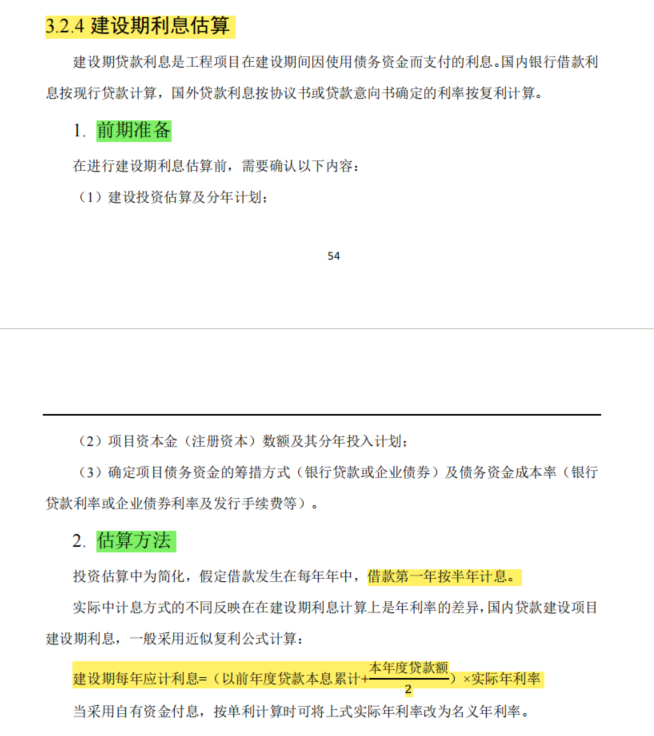 3.2.4 建设期利息估算
建设期贷款利息是工程项目在建设期间因使用债务资金而支付的利息。国内银行借款利
息按现行贷款计算，国外贷款利息按协议书或贷款意向书确定的利率按复利计算。
1. 前期准备
在进行建设期利息估算前，需要确认以下内容：
（1）建设投资估算及分年计划；
54
（2）项目资本金（注册资本）数额及其分年投入计划；
（3）确定项目债务资金的筹措方式（银行贷款或企业债券）及债务资金成本率（银行
贷款利率或企业债券利率及发行手续费等）。
2. 估算方法
投资估算中为简化，假定借款发生在每年年中，借款第一年按半年计息。
实际中计息方式的不同反映在在建设期利息计算上是年利率的差异，国内贷款建设项目
建设期利息，一般采用近似复利公式计算：
建设期每年应计利息=（以前年度贷款本息累计+本年度贷款额/2）×实际年利率
当采用自有资金付息，按单利计算时可将上式实际年利率改为名义年利率。